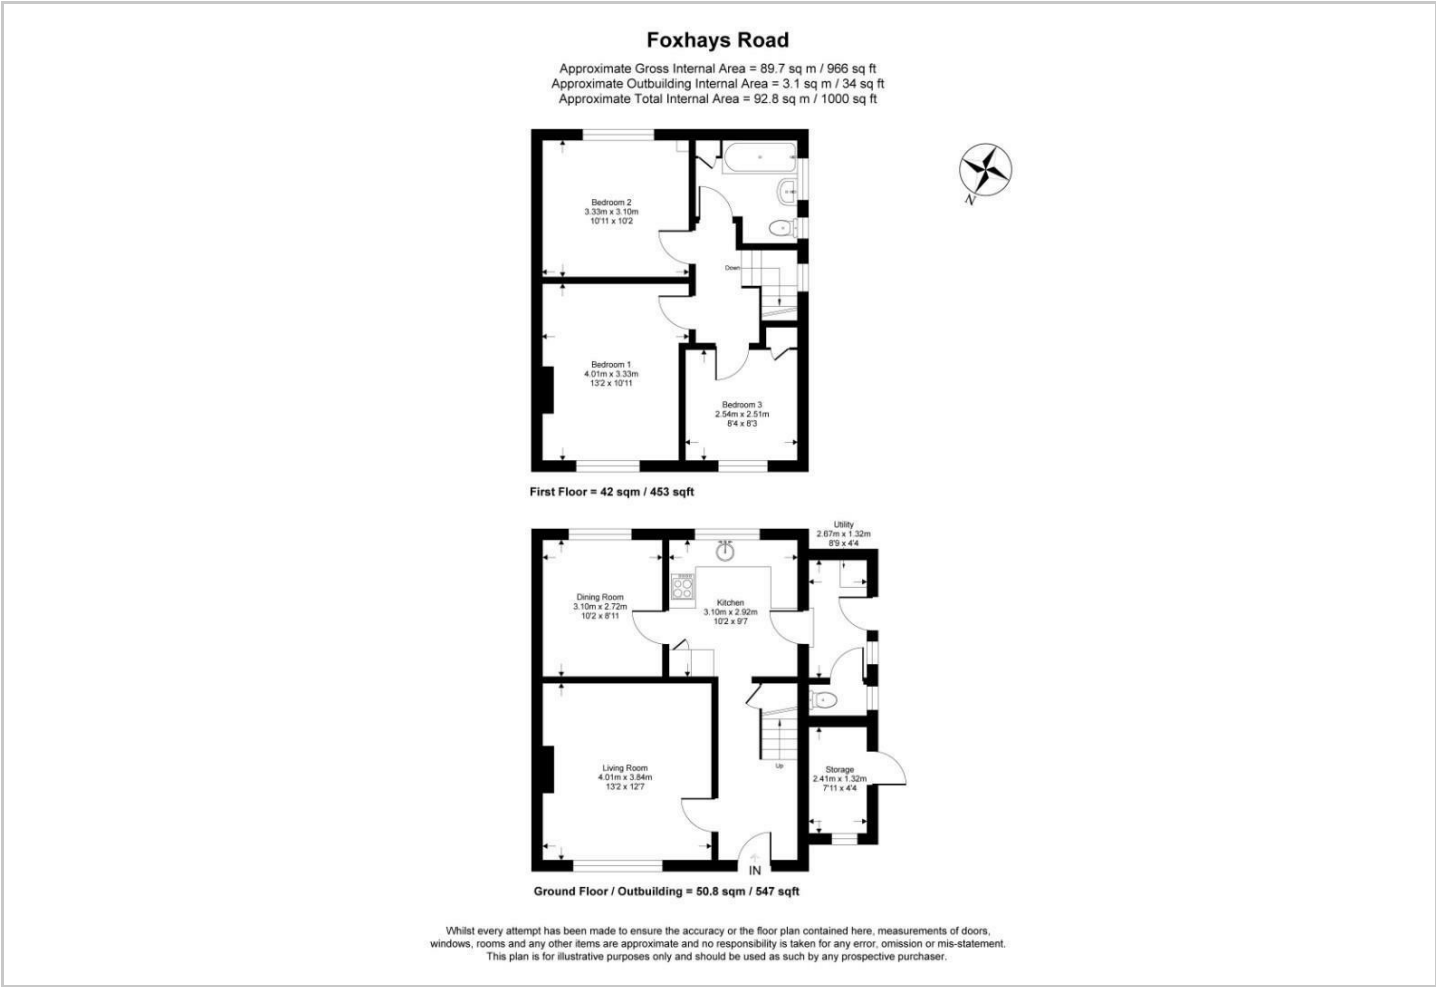 Foxhays Road
Approximate Gross Internal Area = 89.7 sq m / 966 sq ft
Approximate Outbuilding Internal Area = 3.1 sq m / 34 sq ft
Approximate Total Internal Area = 92.8 sq m / 1000 sq ft
N
Bedroom 2
3.33m x 3.10m
10'11 x 10'2
Down
Bedroom 1
4.01m x 3.33m
13'2 x 10'11
Bedroom 3
2.54m x 2.51m
8'4 x 8'3
First Floor = 42 sqm / 453 sqft
Utility
2.67m x 1.32m
8'9 x 4'4
Dining Room
3.10m x 2.72m
10'2 x 8'11
Kitchen
3.10m x 2.92m
10'2 x 9'7
Living Room
4.01m x 3.84m
13'2 x 12'7
Up
Storage
2.41m x 1.32m
7'11 x 4'4
IN
Ground Floor / Outbuilding = 50.8 sqm / 547 sqft
Whilst every attempt has been made to ensure the accuracy or the floor plan contained here, measurements of doors,
windows, rooms and any other items are approximate and no responsibility is taken for any error, omission or mis-statement.
This plan is for illustrative purposes only and should be used as such by any prospective purchaser.